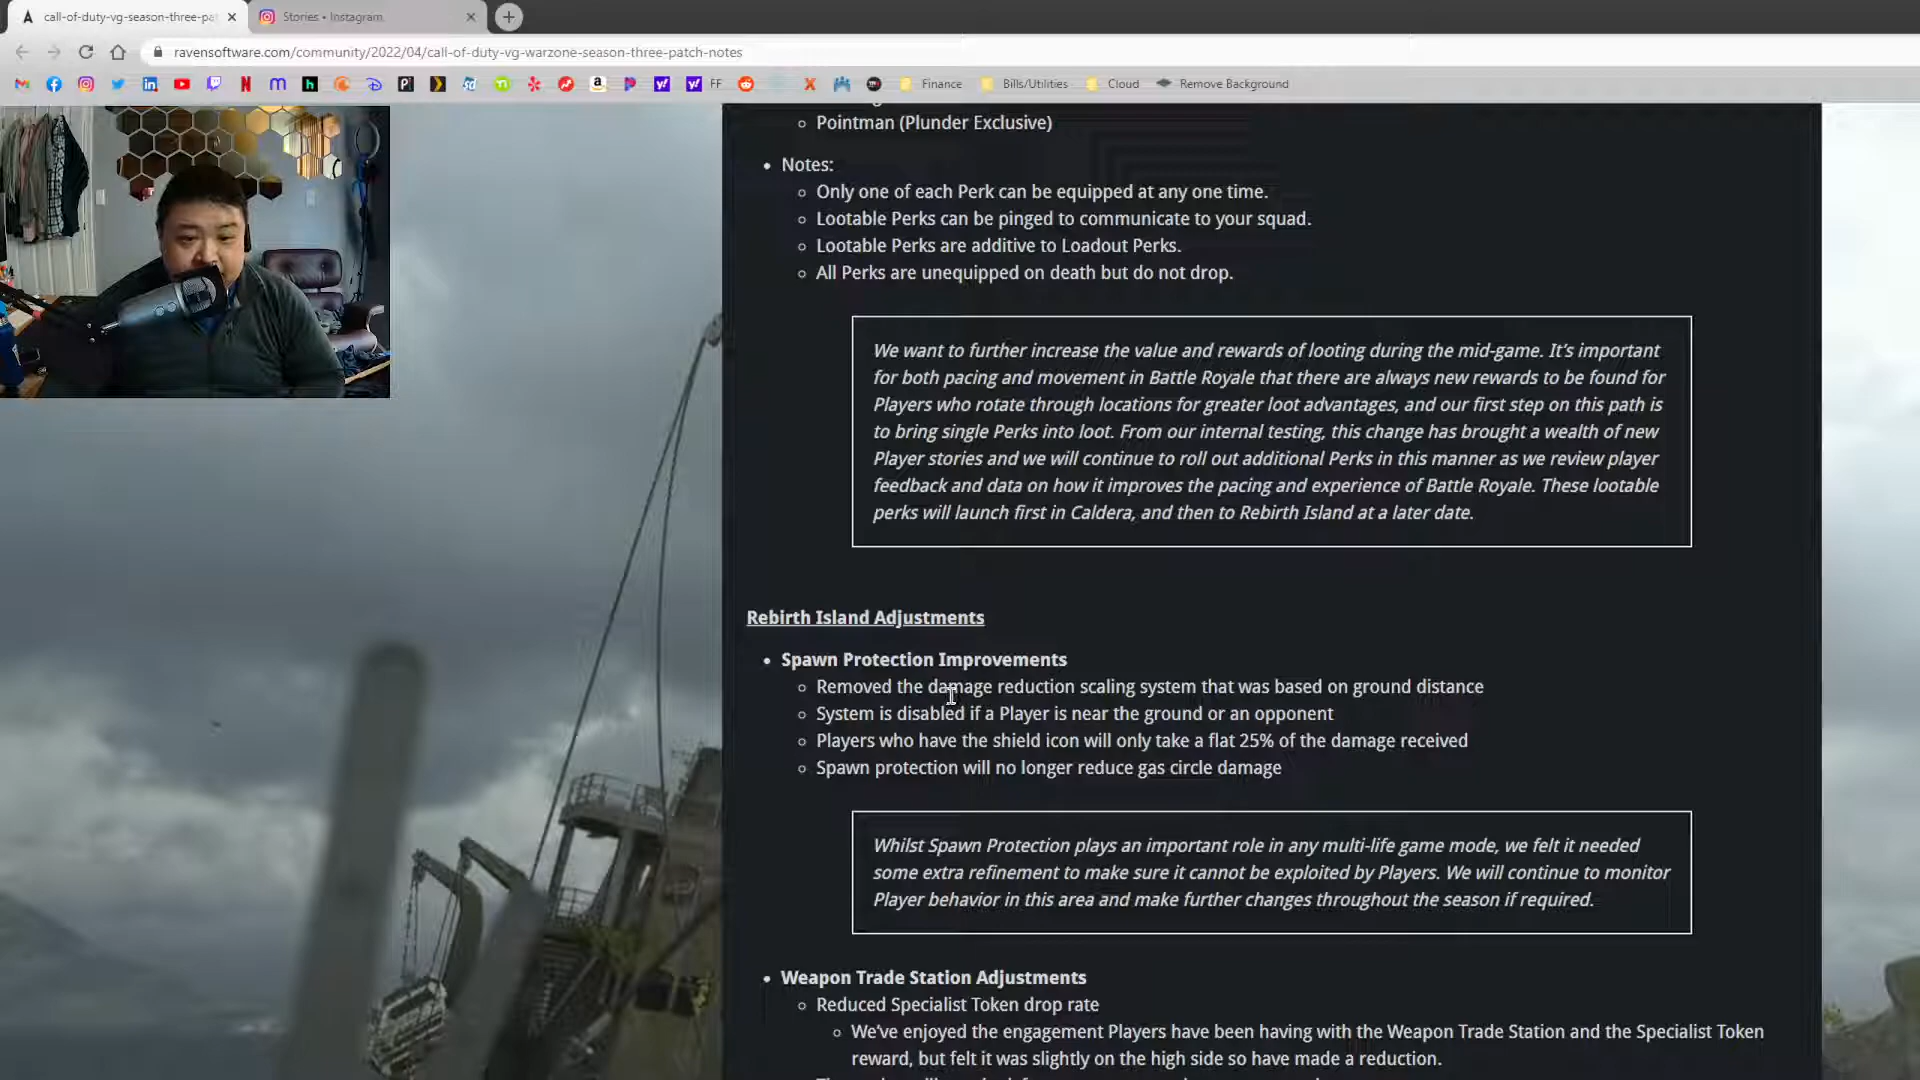 call-of-duty-vg-season-three-pat
Stories • Instagram
ravensoftware.com/community/2022/04/call-of-duty-vg-warzone-season-three-patch-notes
FF
Finance
Bills/Utilities
Cloud
Remove Background
Pointman (Plunder Exclusive)
Notes:
Only one of each Perk can be equipped at any one time.
Lootable Perks can be pinged to communicate to your squad.
Lootable Perks are additive to Loadout Perks.
All Perks are unequipped on death but do not drop.
We want to further increase the value and rewards of looting during the mid-game. It's important
for both pacing and movement in Battle Royale that there are always new rewards to be found for
Players who rotate through locations for greater loot advantages, and our first step on this path is
to bring single Perks into loot. From our internal testing, this change has brought a wealth of new
Player stories and we will continue to roll out additional Perks in this manner as we review player
feedback and data on how it improves the pacing and experience of Battle Royale. These lootable
perks will launch first in Caldera, and then to Rebirth Island at a later date.
Rebirth Island Adjustments
Spawn Protection Improvements
Removed the damage reduction scaling system that was based on ground distance
System is disabled if a Player is near the ground or an opponent
Players who have the shield icon will only take a flat 25% of the damage received
Spawn protection will no longer reduce gas circle damage
Whilst Spawn Protection plays an important role in any multi-life game mode, we felt it needed
some extra refinement to make sure it cannot be exploited by Players. We will continue to monitor
Player behavior in this area and make further changes throughout the season if required.
Weapon Trade Station Adjustments
Reduced Specialist Token drop rate
We've enjoyed the engagement Players have been having with the Weapon Trade Station and the Specialist Token
reward, but felt it was slightly on the high side so have made a reduction.